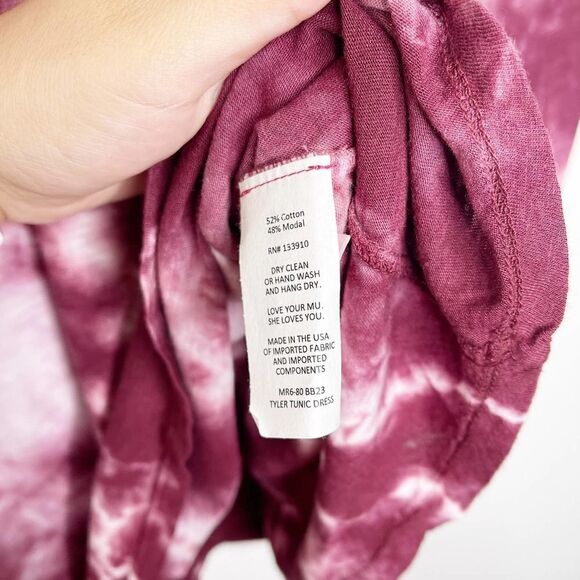 52% Cotton
48% Modal
RN# 133910
DRY CLEAN
OR HAND WASH
AND HANG DRY.
LOVE YOUR MU.
SHE LOVES YOU.
MADE IN THE USA
OF IMPORTED FABRIC
AND IMPORTED
COMPONENTS
MR6-80 BB23
TYLER TUNIC DRESS